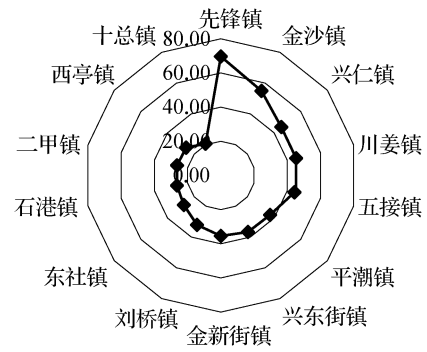 先锋镇
金沙镇
兴仁镇
川姜镇
五接镇
平潮镇
兴东街镇
金新街镇
刘桥镇
东社镇
石港镇
二甲镇
西亭镇
十总镇
80.00
60.00
40.00
20.00
0.00